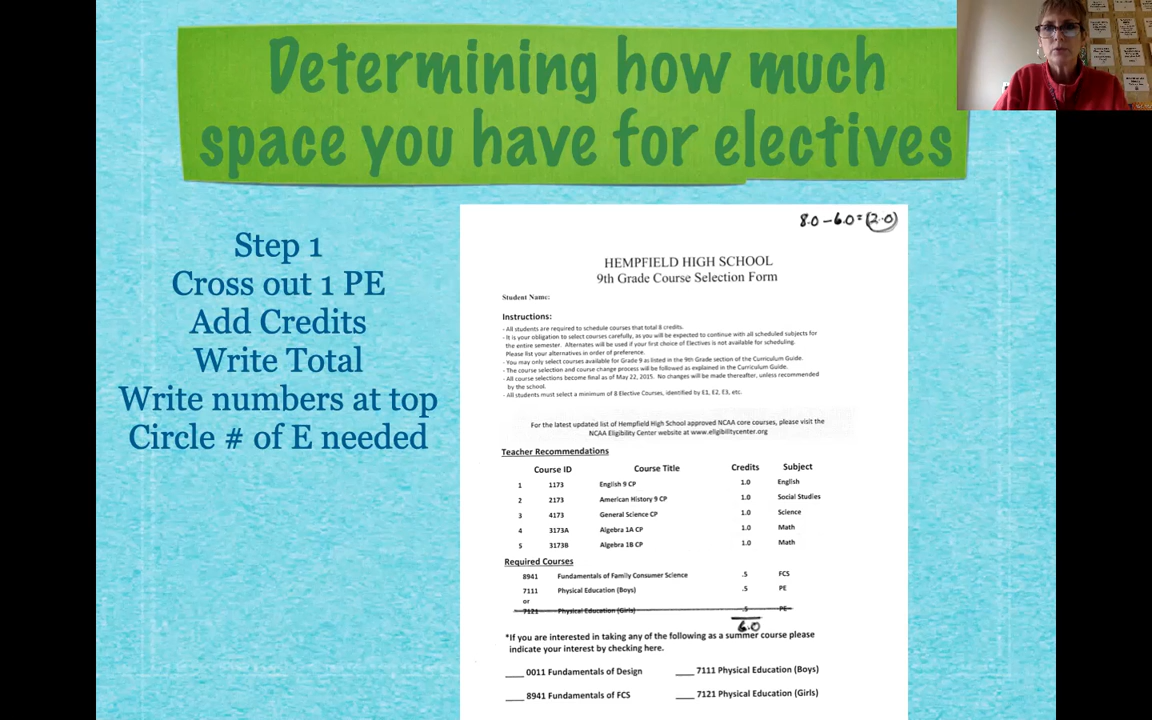 Determining how much
space you have for electives
Step 1
Cross out 1 PE
Add Credits
Write Total
Write numbers at top
Circle # of E needed
8.0 - 6.0 = (2.0)
HEMPFIELD HIGH SCHOOL
9th Grade Course Selection Form
Student Name:
Instructions:
- All students are required to schedule courses that total 8 credits.
- It is your obligation to select courses carefully, as you will be expected to continue with all scheduled subjects for
the entire semester. Alternates will be used if your first choice of Electives is not available for scheduling.
Please list your alternatives in order of preference.
- You may only select courses available for Grade 9 as listed in the 9th Grade section of the Curriculum Guide.
- The course selection and course change process will be followed as explained in the Curriculum Guide.
- All course selections become final as of May 22, 2015. No changes will be made thereafter, unless recommended
by the school.
- All students must select a minimum of 8 Elective Courses, identified by E1, E2, E3, etc.
For the latest updated list of Hempfield High School approved NCAA core courses, please visit the
NCAA Eligibility Center website at www.eligibilitycenter.org
Teacher Recommendations
Course ID Course Title Credits Subject
1 1173 English 9 CP 1.0 English
2 2173 American History 9 CP 1.0 Social Studies
3 4173 General Science CP 1.0 Science
4 3173A Algebra 1A CP 1.0 Math
5 3173B Algebra 1B CP 1.0 Math
Required Courses
8941 Fundamentals of Family Consumer Science .5 FCS
7111 Physical Education (Boys) .5 PE
or
7121 Physical Education (Girls) .5 PE
6.0
*If you are interested in taking any of the following as a summer course please
indicate your interest by checking here.
____ 0011 Fundamentals of Design ____ 7111 Physical Education (Boys)
____ 8941 Fundamentals of FCS ____ 7121 Physical Education (Girls)